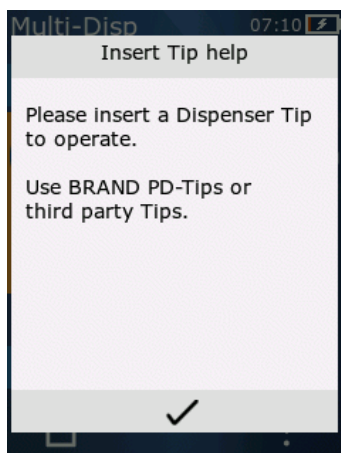 Multi-Disp 07:10
Insert Tip help
Please insert a Dispenser Tip
to operate.
Use BRAND PD-Tips or
third party Tips.